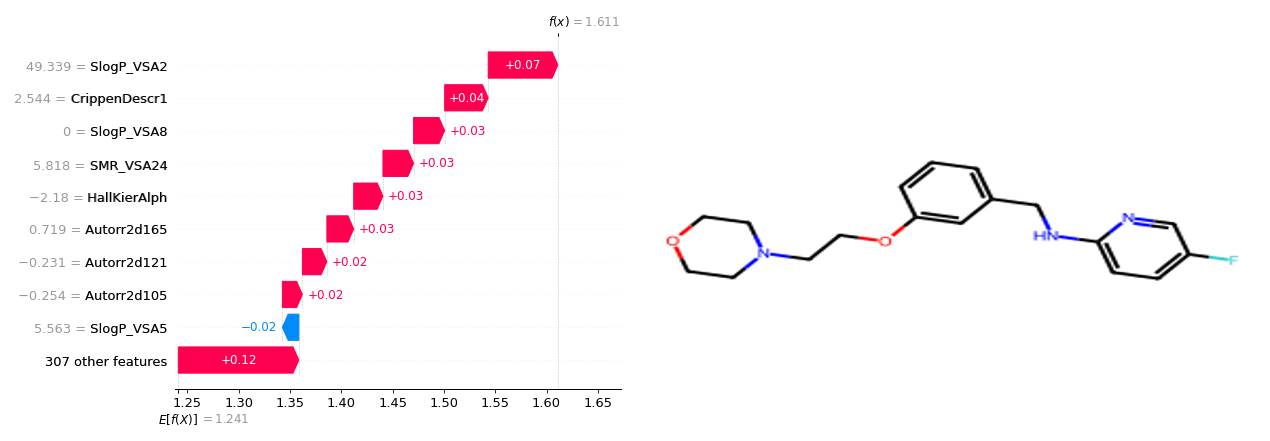 f(x) = 1.611
49.339 = SlogP_VSA2
+0.07
2.544 = CrippenDescr1
+0.04
0 = SlogP_VSA8
+0.03
5.818 = SMR_VSA24
+0.03
−2.18 = HallKierAlph
+0.03
0.719 = Autorr2d165
+0.03
−0.231 = Autorr2d121
+0.02
−0.254 = Autorr2d105
+0.02
5.563 = SlogP_VSA5
−0.02
307 other features
+0.12
1.25 1.30 1.35 1.40 1.45 1.50 1.55 1.60 1.65
E[f(X)] = 1.241
O
N
O
HN
N
F